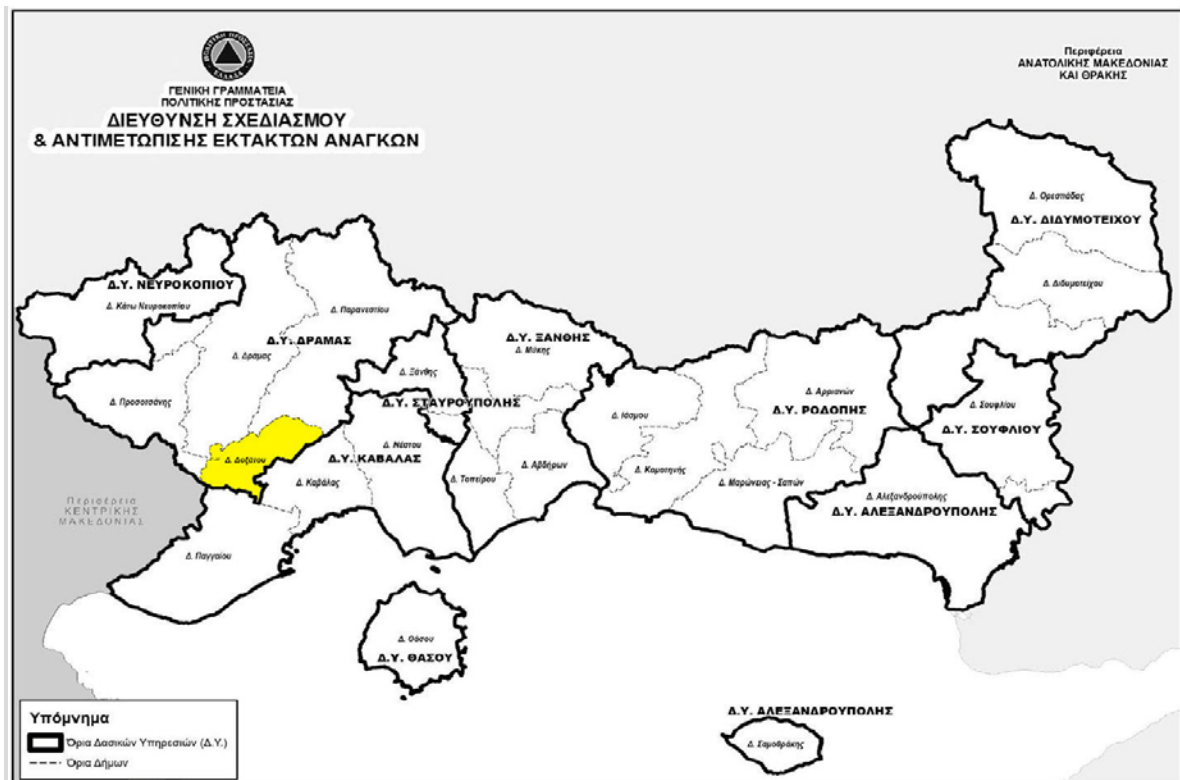 ΠΟΛΙΤΙΚΗ ΠΡΟΣΤΑΣΙΑ
ΕΛΛΑΔΑ
ΓΕΝΙΚΗ ΓΡΑΜΜΑΤΕΙΑ
ΠΟΛΙΤΙΚΗΣ ΠΡΟΣΤΑΣΙΑΣ
ΔΙΕΥΘΥΝΣΗ ΣΧΕΔΙΑΣΜΟΥ
& ΑΝΤΙΜΕΤΩΠΙΣΗΣ ΕΚΤΑΚΤΩΝ ΑΝΑΓΚΩΝ
Περιφέρεια
ΑΝΑΤΟΛΙΚΗΣ ΜΑΚΕΔΟΝΙΑΣ
ΚΑΙ ΘΡΑΚΗΣ
Δ. Ορεστιάδας
Δ.Υ. ΔΙΔΥΜΟΤΕΙΧΟΥ
Δ. Διδυμοτείχου
Δ.Υ. ΝΕΥΡΟΚΟΠΙΟΥ
Δ. Κάτω Νευροκοπίου
Δ. Παρανεστίου
Δ.Υ. ΔΡΑΜΑΣ
Δ. Δράμας
Δ.Υ. ΞΑΝΘΗΣ
Δ. Μύκης
Δ. Ξάνθης
Δ. Προσοτσάνης
Δ.Υ. ΣΤΑΥΡΟΥΠΟΛΗΣ
Δ. Ιάσμου
Δ. Αρριανών
Δ.Υ. ΡΟΔΟΠΗΣ
Δ. Σουφλίου
Δ.Υ. ΣΟΥΦΛΙΟΥ
Δ. Νέστου
Δ.Υ. ΚΑΒΑΛΑΣ
Δ. Δοξάτου
Δ. Καβάλας
Δ. Τοπείρου
Δ. Αβδήρων
Δ. Κομοτηνής
Δ. Μαρώνειας - Σαπών
Δ. Αλεξανδρούπολης
Δ.Υ. ΑΛΕΞΑΝΔΡΟΥΠΟΛΗΣ
Περιφέρεια
ΚΕΝΤΡΙΚΗΣ
ΜΑΚΕΔΟΝΙΑΣ
Δ. Παγγαίου
Δ. Θάσου
Δ.Υ. ΘΑΣΟΥ
Δ.Υ. ΑΛΕΞΑΝΔΡΟΥΠΟΛΗΣ
Δ. Σαμοθράκης
Υπόμνημα
Όρια Δασικών Υπηρεσιών (Δ.Υ.)
Όρια Δήμων